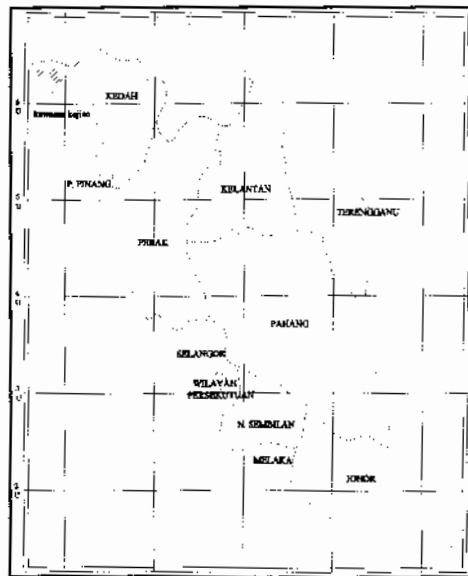 KEDAH
kawasan kajian
P. PINANG
KELANTAN
TERENGGANU
PERAK
PAHANG
SELANGOR
WILAYAH
PERSEKUTUAN
N. SEMBILAN
MELAKA
JOHOR